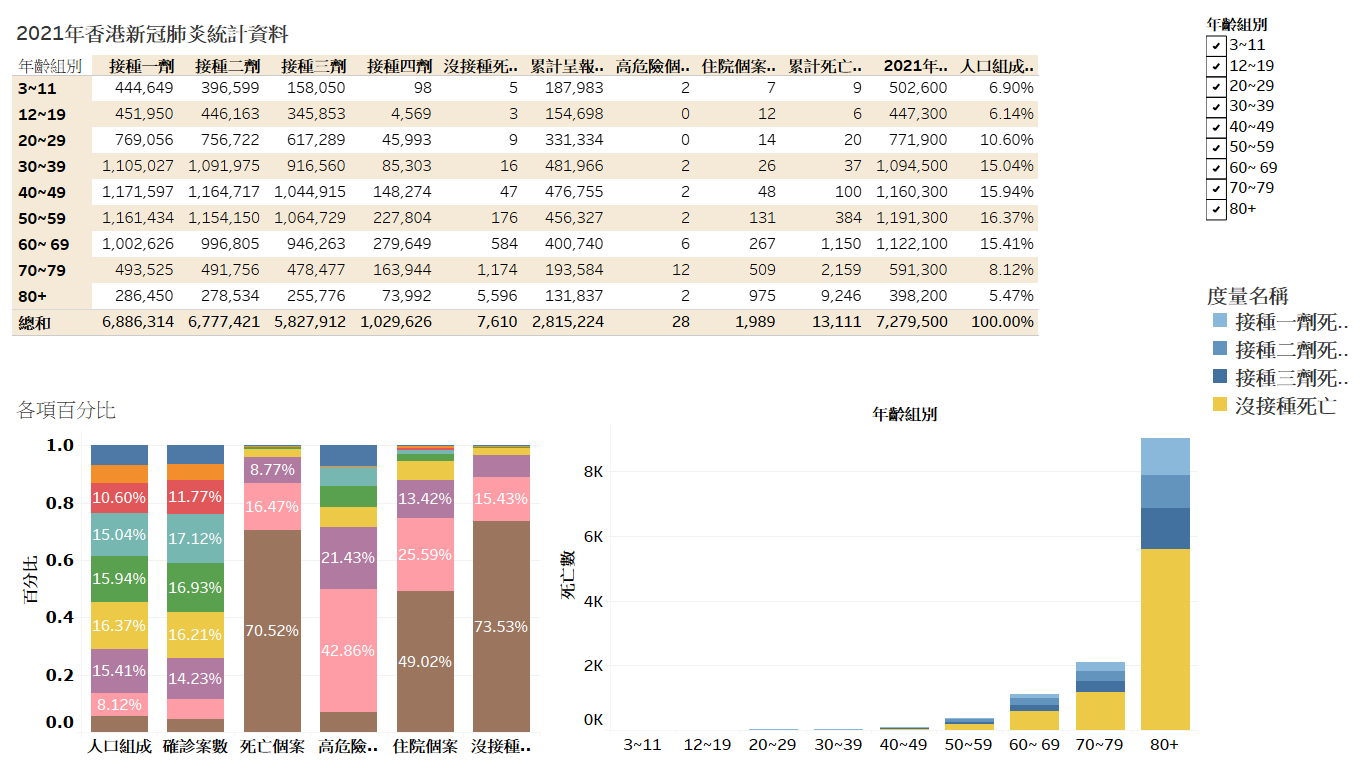 2021年香港新冠肺炎統計資料
年齡組別 接種一劑 接種二劑 接種三劑 接種四劑 沒接種死.. 累計呈報.. 高危險個.. 住院個案.. 累計死亡.. 2021年.. 人口組成..
3~11 444,649 396,599 158,050 98 5 187,983 2 7 9 502,600 6.90%
12~19 451,950 446,163 345,853 4,569 3 154,698 0 12 6 447,300 6.14%
20~29 769,056 756,722 617,289 45,993 9 331,334 0 14 20 771,900 10.60%
30~39 1,105,027 1,091,975 916,560 85,303 16 481,966 2 26 37 1,094,500 15.04%
40~49 1,171,597 1,164,717 1,044,915 148,274 47 476,755 2 48 100 1,160,300 15.94%
50~59 1,161,434 1,154,150 1,064,729 227,804 176 456,327 2 131 384 1,191,300 16.37%
60~ 69 1,002,626 996,805 946,263 279,649 584 400,740 6 267 1,150 1,122,100 15.41%
70~79 493,525 491,756 478,477 163,944 1,174 193,584 12 509 2,159 591,300 8.12%
80+ 286,450 278,534 255,776 73,992 5,596 131,837 2 975 9,246 398,200 5.47%
總和 6,886,314 6,777,421 5,827,912 1,029,626 7,610 2,815,224 28 1,989 13,111 7,279,500 100.00%
年齡組別
3~11
12~19
20~29
30~39
40~49
50~59
60~ 69
70~79
80+
度量名稱
接種一劑死..
接種二劑死..
接種三劑死..
沒接種死亡
各項百分比
百分比
1.0
0.8
0.6
0.4
0.2
0.0
10.60%
15.04%
15.94%
16.37%
15.41%
8.12%
11.77%
17.12%
16.93%
16.21%
14.23%
8.77%
16.47%
70.52%
21.43%
42.86%
13.42%
25.59%
49.02%
15.43%
73.53%
人口組成 確診案數 死亡個案 高危險.. 住院個案 沒接種..
年齡組別
死亡數
8K
6K
4K
2K
0K
3~11 12~19 20~29 30~39 40~49 50~59 60~ 69 70~79 80+